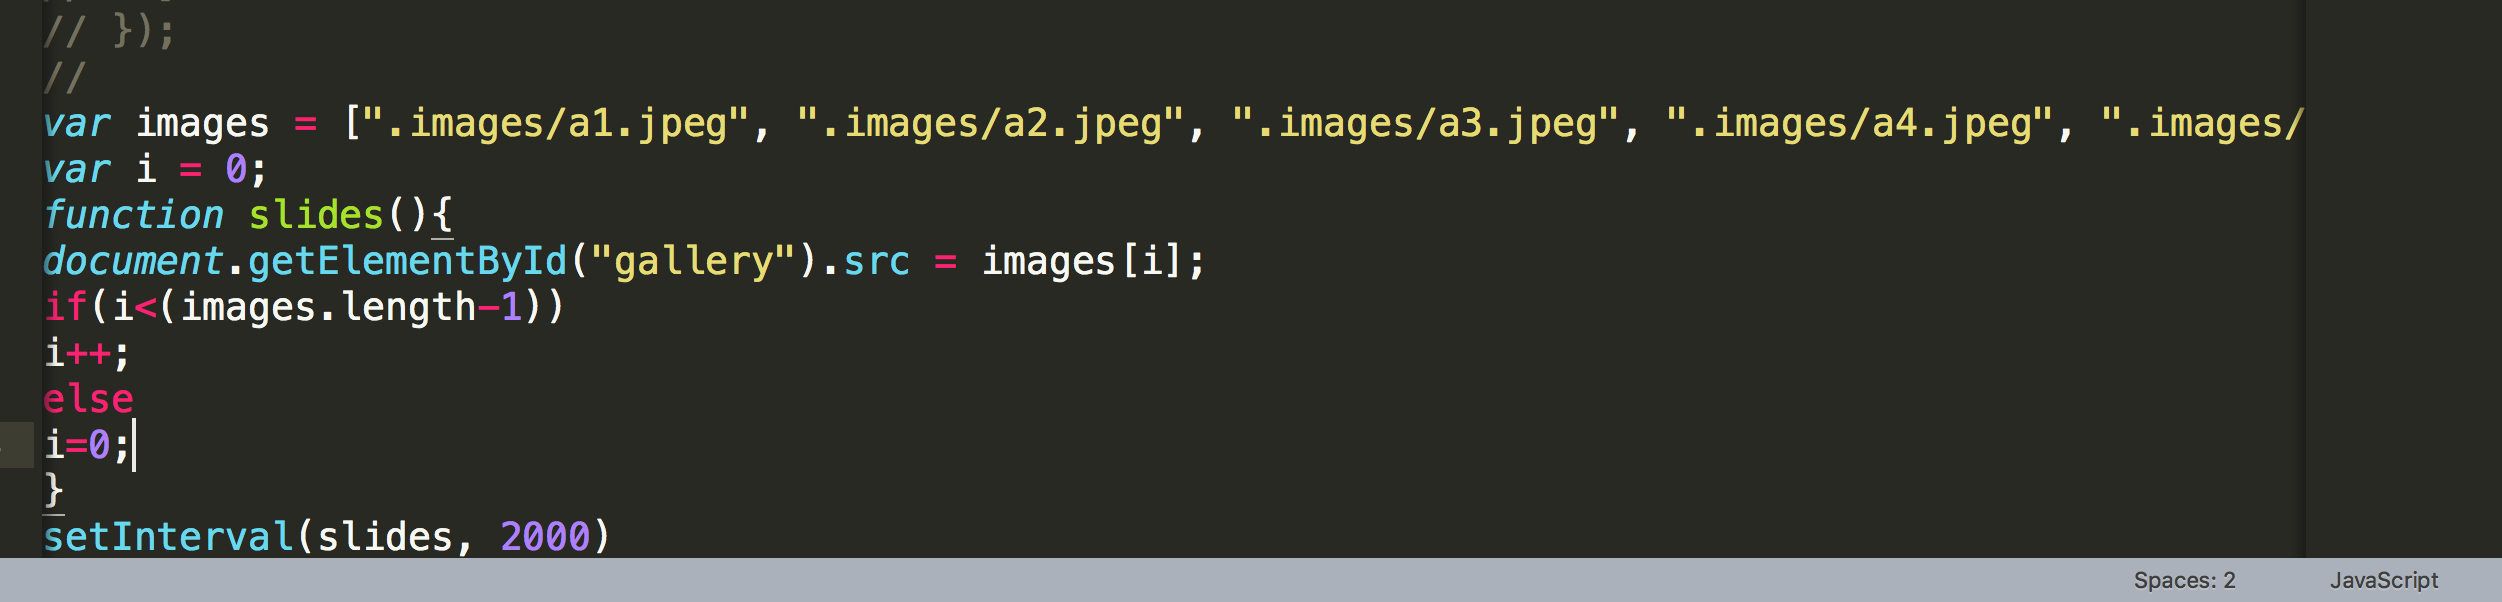 // });
//
var images = [".images/a1.jpeg", ".images/a2.jpeg", ".images/a3.jpeg", ".images/a4.jpeg", ".images/
var i = 0;
function slides(){
document.getElementById("gallery").src = images[i];
if(i<(images.length-1))
i++;
else
i=0;
}
setInterval(slides, 2000)
Spaces: 2 JavaScript